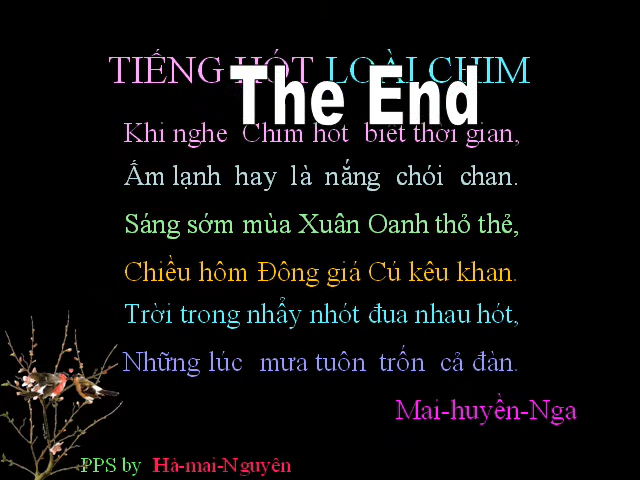 TIẾNG HÓT LOÀI CHIM
The End
Khi nghe Chim hót biết thời gian,
Ấm lạnh hay là nắng chói chan.
Sáng sớm mùa Xuân Oanh thỏ thẻ,
Chiều hôm Đông giá Cú kêu khan.
Trời trong nhẩy nhót đua nhau hót,
Những lúc mưa tuôn trốn cả đàn.
Mai-huyền-Nga
PPS by Hà-mai-Nguyên